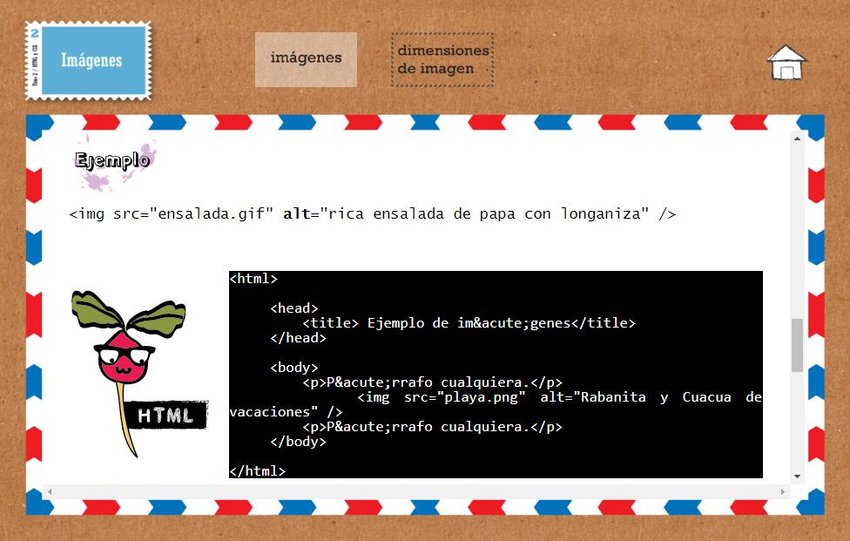 2
Tema 2 / HTML y CSS
Imágenes
imágenes
dimensiones
de imagen
Ejemplo
<img src="ensalada.gif" alt="rica ensalada de papa con longaniza" />
<html>
<head>
<title> Ejemplo de im&acute;genes</title>
</head>
<body>
<p>P&acute;rrafo cualquiera.</p>
<img src="playa.png" alt="Rabanita y Cuacua de
vacaciones" />
<p>P&acute;rrafo cualquiera.</p>
</body>
</html>
HTML